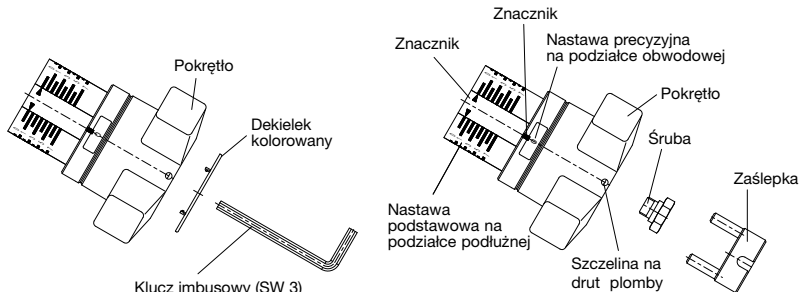 Pokrętło
Dekielek
kolorowany
Klucz imbusowy (SW 3)
Znacznik
Znacznik
Nastawa precyzyjna
na podziałce obwodowej
Pokrętło
Śruba
Zaślepka
Nastawa
podstawowa na
podziałce podłużnej
Szczelina na
drut plomby